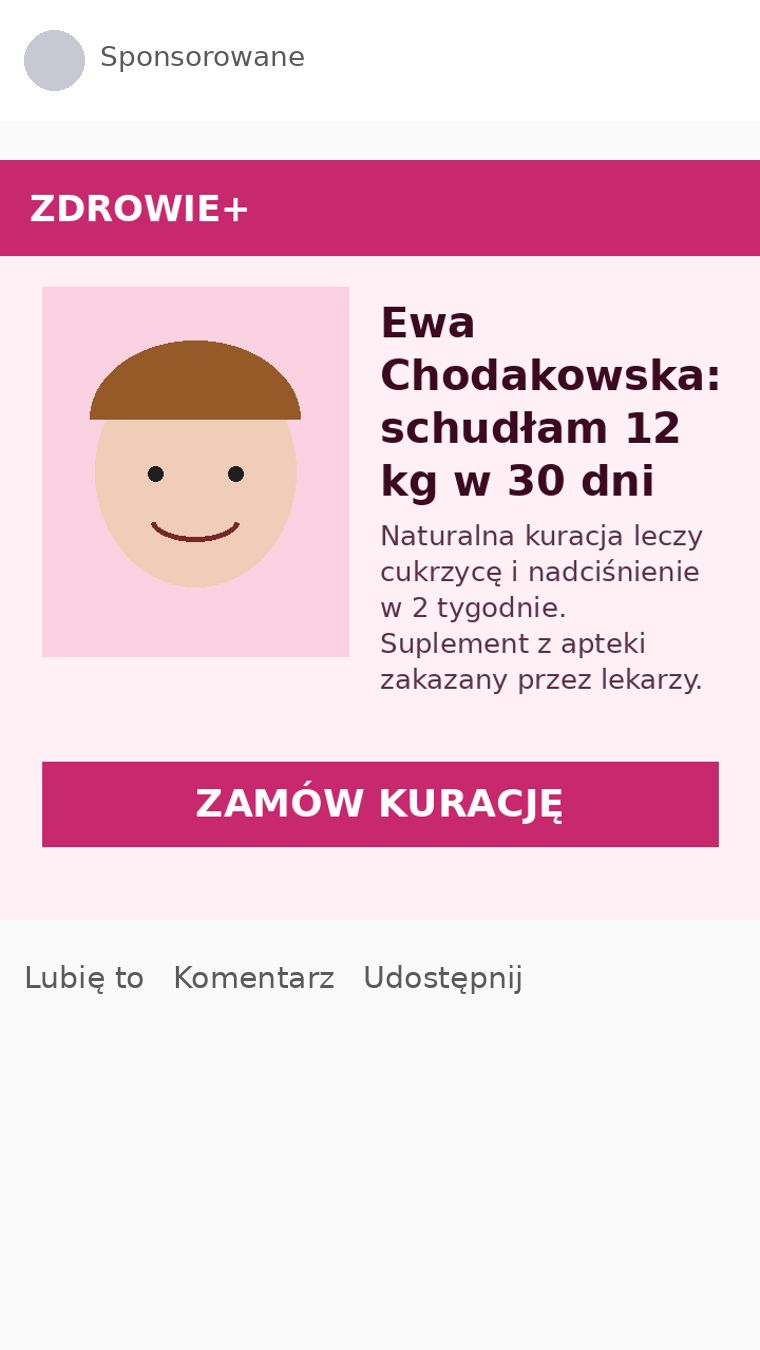 Sponsorowane
ZDROWIE+
Ewa
Chodakowska:
schudłam 12
kg w 30 dni
Naturalna kuracja leczy
cukrzycę i nadciśnienie
w 2 tygodnie.
Suplement z apteki
zakazany przez lekarzy.
ZAMÓW KURACJĘ
Lubię to Komentarz Udostępnij